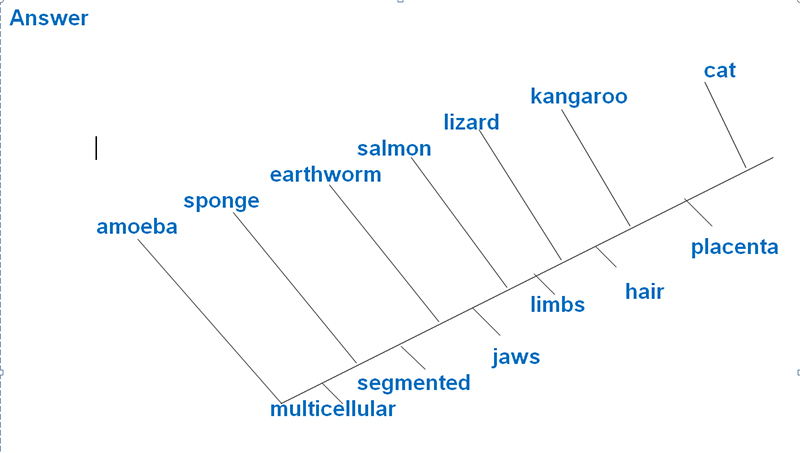 Answer
cat
kangaroo
lizard
salmon
earthworm
sponge
amoeba
placenta
hair
limbs
jaws
segmented
multicellular